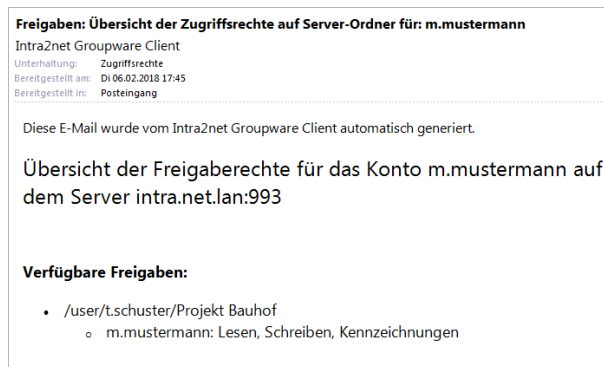 Freigaben: Übersicht der Zugriffsrechte auf Server-Ordner für: m.mustermann
Intra2net Groupware Client
Unterhaltung: Zugriffsrechte
Bereitgestellt am: Di 06.02.2018 17:45
Bereitgestellt in: Posteingang
Diese E-Mail wurde vom Intra2net Groupware Client automatisch generiert.
Übersicht der Freigaberechte für das Konto m.mustermann auf
dem Server intra.net.lan:993
Verfügbare Freigaben:
• /user/t.schuster/Projekt Bauhof
o m.mustermann: Lesen, Schreiben, Kennzeichnungen